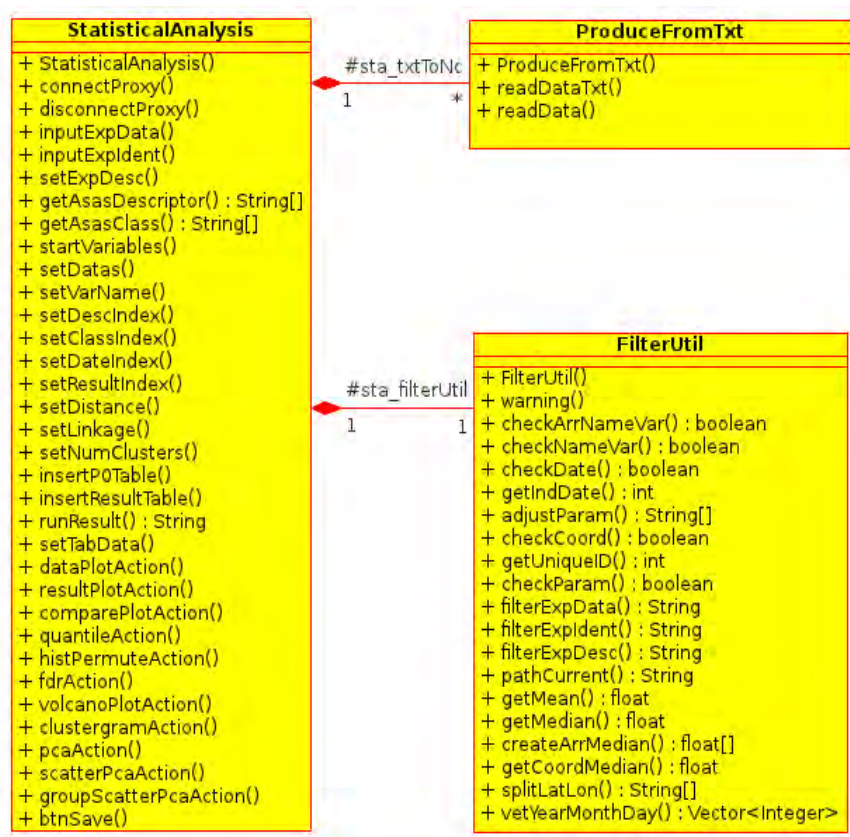 StatisticalAnalysis
+ StatisticalAnalysis()
+ connectProxy()
+ disconnectProxy()
+ inputExpData()
+ inputExpIdent()
+ setExpDesc()
+ getAsasDescriptor() : String[]
+ getAsasClass() : String[]
+ startVariables()
+ setDatas()
+ setVarName()
+ setDescIndex()
+ setClassIndex()
+ setDateIndex()
+ setResultIndex()
+ setDistance()
+ setLinkage()
+ setNumClusters()
+ insertP0Table()
+ insertResultTable()
+ runResult() : String
+ setTabData()
+ dataPlotAction()
+ resultPlotAction()
+ comparePlotAction()
+ quantileAction()
+ histPermuteAction()
+ fdrAction()
+ volcanoPlotAction()
+ clustergramAction()
+ pcaAction()
+ scatterPcaAction()
+ groupScatterPcaAction()
+ btnSave()
#sta_txtToNc
1 *
ProduceFromTxt
+ ProduceFromTxt()
+ readDataTxt()
+ readData()
#sta_filterUtil
1 1
FilterUtil
+ FilterUtil()
+ warning()
+ checkArrNameVar() : boolean
+ checkNameVar() : boolean
+ checkDate() : boolean
+ getIndDate() : int
+ adjustParam() : String[]
+ checkCoord() : boolean
+ getUniqueID() : int
+ checkParam() : boolean
+ filterExpData() : String
+ filterExpIdent() : String
+ filterExpDesc() : String
+ pathCurrent() : String
+ getMean() : float
+ getMedian() : float
+ createArrMedian() : float[]
+ getCoordMedian() : float
+ splitLatLon() : String[]
+ vetYearMonthDay() : Vector<Integer>